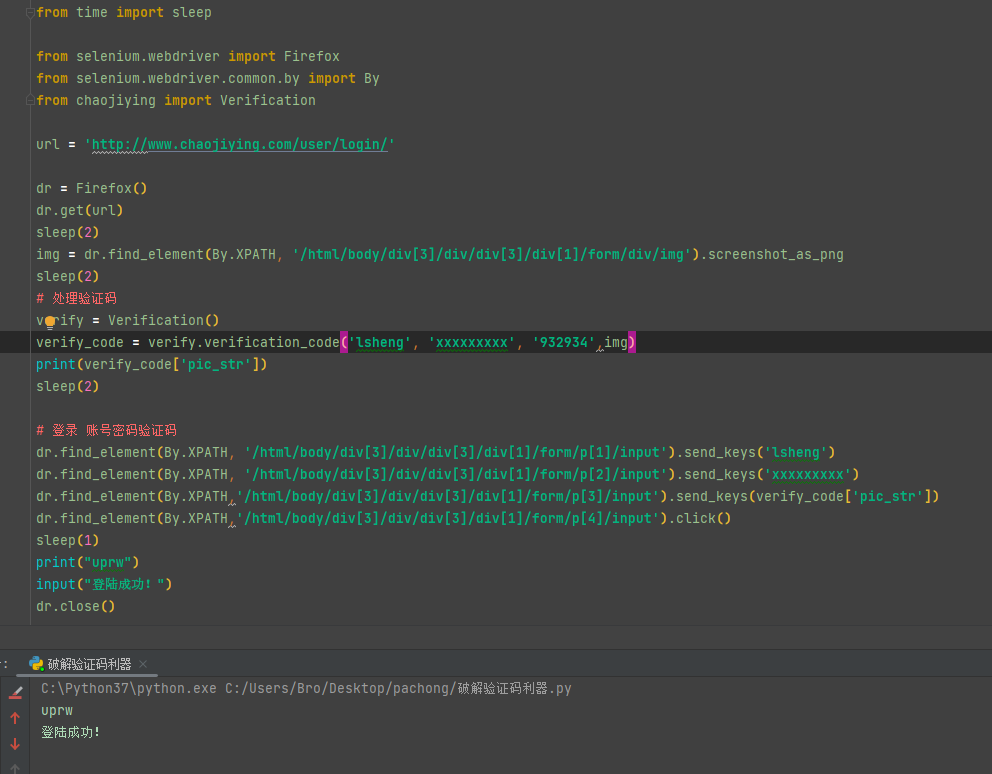 from time import sleep
from selenium.webdriver import Firefox
from selenium.webdriver.common.by import By
from chaojiying import Verification
url = 'http://www.chaojiying.com/user/login/'
dr = Firefox()
dr.get(url)
sleep(2)
img = dr.find_element(By.XPATH, '/html/body/div[3]/div/div[3]/div[1]/form/div/img').screenshot_as_png
sleep(2)
# 处理验证码
verify = Verification()
verify_code = verify.verification_code('lsheng', 'xxxxxxxxx', '932934',img)
print(verify_code['pic_str'])
sleep(2)
# 登录 账号密码验证码
dr.find_element(By.XPATH, '/html/body/div[3]/div/div[3]/div[1]/form/p[1]/input').send_keys('lsheng')
dr.find_element(By.XPATH, '/html/body/div[3]/div/div[3]/div[1]/form/p[2]/input').send_keys('xxxxxxxxx')
dr.find_element(By.XPATH,'/html/body/div[3]/div/div[3]/div[1]/form/p[3]/input').send_keys(verify_code['pic_str'])
dr.find_element(By.XPATH,'/html/body/div[3]/div/div[3]/div[1]/form/p[4]/input').click()
sleep(1)
print("uprw")
input("登陆成功！")
dr.close()
破解验证码利器
C:\Python37\python.exe C:/Users/Bro/Desktop/pachong/破解验证码利器.py
uprw
登陆成功！